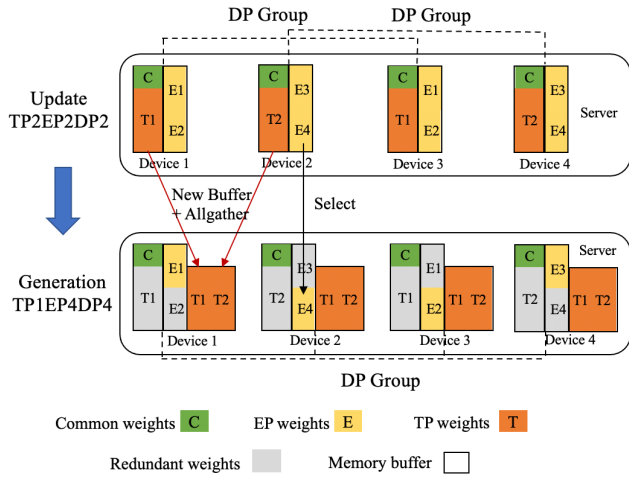 DP Group
DP Group
Update
TP2EP2DP2
C
E1
T1
E2
C
E3
T2
E4
C
E1
T1
E2
C
E3
T2
E4
Server
Device 1
Device 2
Device 3
Device 4
New Buffer
+ Allgather
Select
Generation
TP1EP4DP4
Server
C
E1
T1
E2
T1 T2
C
E3
T2
E4
T1 T2
C
E1
T1
E2
T1 T2
C
E3
T2
E4
T1 T2
Device 1
Device 2
Device 3
Device 4
DP Group
Common weights C
EP weights E
TP weights T
Redundant weights
Memory buffer